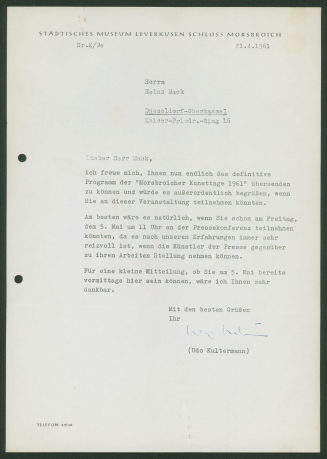 STÄDTISCHES MUSEUM LEVERKUSEN SCHLOSS MORSBROICH
Dr.K/Ae
21.4.1961
Herrn
Heinz Mack
Düsseldorf-Oberkassel
Kaiser-Friedr.-Ring 16
Lieber Herr Mack,
ich freue mich, Ihnen nun endlich das definitive
Programm der "Morsbroicher Kunsttage 1961" übersenden
zu können und würde es außerordentlich begrüßen, wenn
Sie an dieser Veranstaltung teilnehmen könnten.
Am besten wäre es natürlich, wenn Sie schon am Freitag,
dem 5. Mai um 11 Uhr an der Pressekonferenz teilnehmen
könnten, da es nach unseren Erfahrungen immer sehr
reizvoll ist, wenn die Künstler der Presse gegenüber
zu ihren Arbeiten Stellung nehmen können.
Für eine kleine Mitteilung, ob Sie am 5. Mai bereits
vormittags hier sein können, wäre ich Ihnen sehr
dankbar.
Mit den besten Grüßen
Ihr
(Udo Kultermann)
TELEFON: